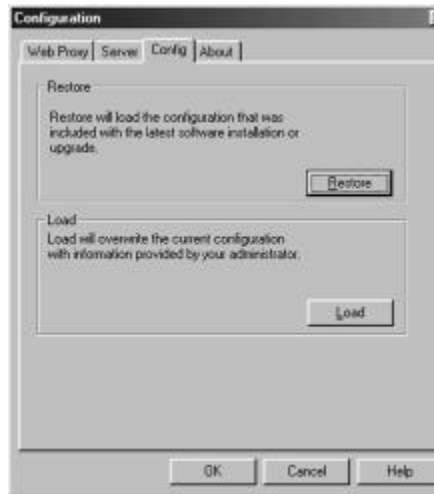 Configuration
Web Proxy Server Config About
Restore
Restore will load the configuration that was
included with the latest software installation or
upgrade.
Restore
Load
Load will overwrite the current configuration
with information provided by your administrator.
Load
OK Cancel Help